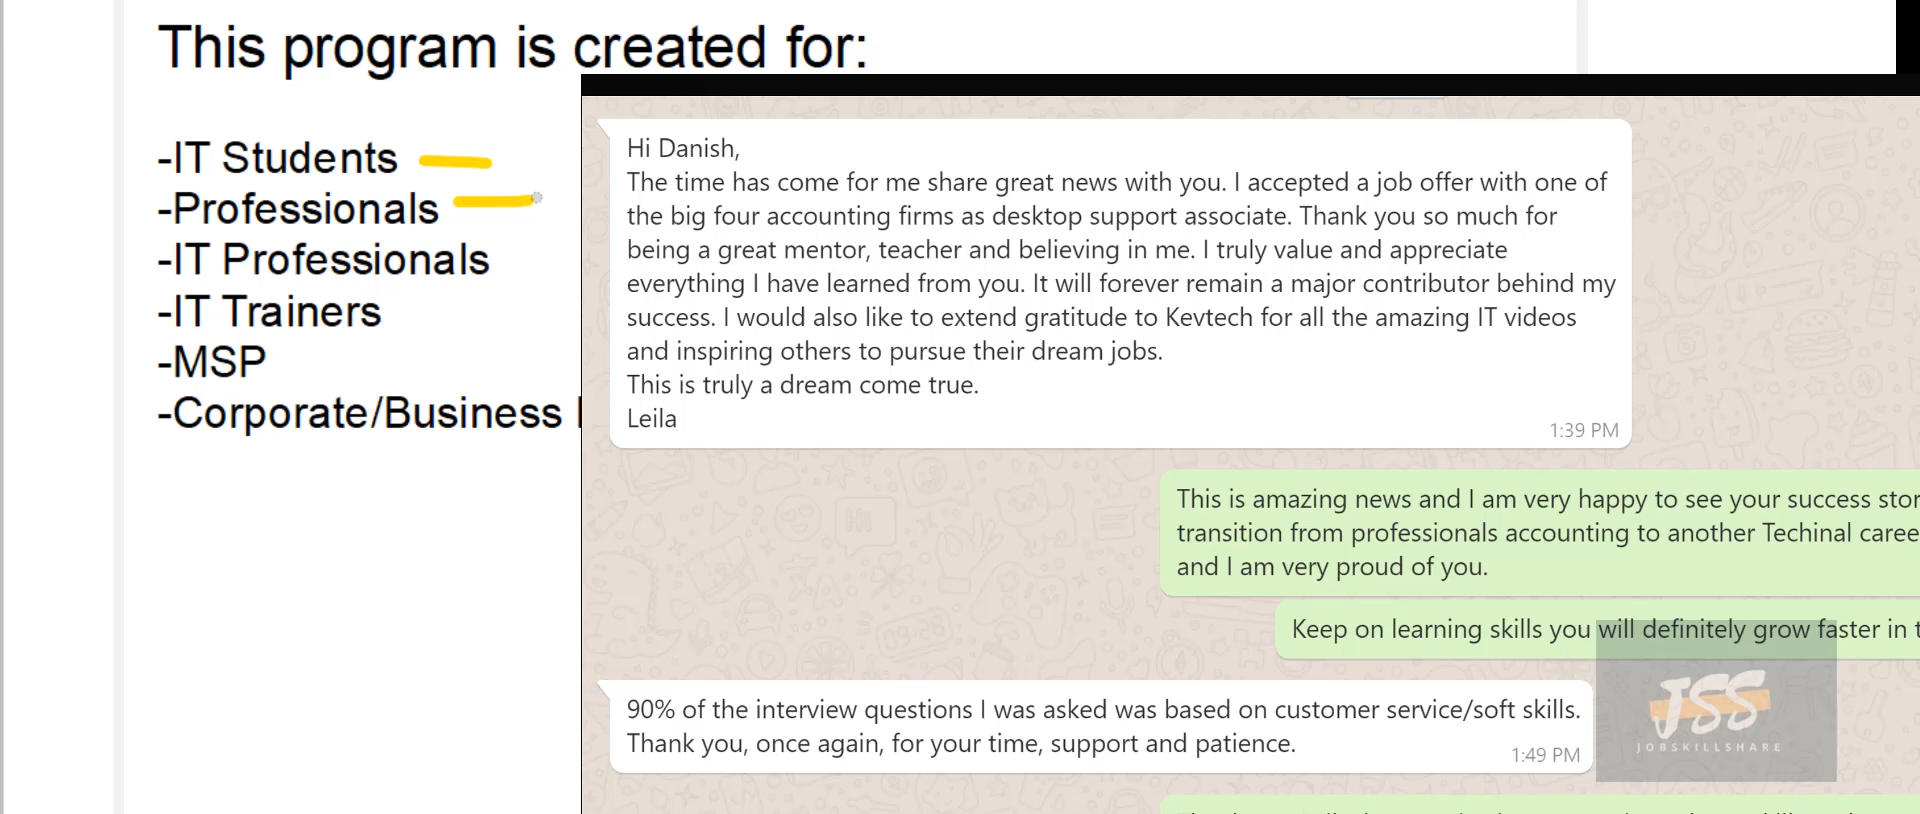 This program is created for:
-IT Students
-Professionals
-IT Professionals
-IT Trainers
-MSP
-Corporate/Business
Hi Danish,
The time has come for me share great news with you. I accepted a job offer with one of
the big four accounting firms as desktop support associate. Thank you so much for
being a great mentor, teacher and believing in me. I truly value and appreciate
everything I have learned from you. It will forever remain a major contributor behind my
success. I would also like to extend gratitude to Kevtech for all the amazing IT videos
and inspiring others to pursue their dream jobs.
This is truly a dream come true.
Leila
1:39 PM
This is amazing news and I am very happy to see your success stor
transition from professionals accounting to another Techinal caree
and I am very proud of you.
Keep on learning skills you will definitely grow faster in t
90% of the interview questions I was asked was based on customer service/soft skills.
Thank you, once again, for your time, support and patience.
1:49 PM
JSS
JOBSKILLSHARE